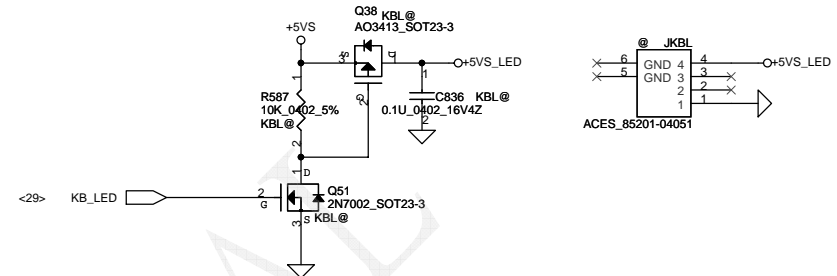 Q38 KBL@
AO3413_SOT23-3
+5VS
S
D
3
1
G
2
+5VS_LED
1
C836 KBL@
0.1U_0402_16V4Z
2
1
R587
10K_0402_5%
KBL@
2
<29> KB_LED
1
D
2
G
Q51
2N7002_SOT23-3
KBL@
S
3
@ JKBL
6 GND 4 4 +5VS_LED
5 GND 3 3
2 2
1 1
ACES_85201-04051